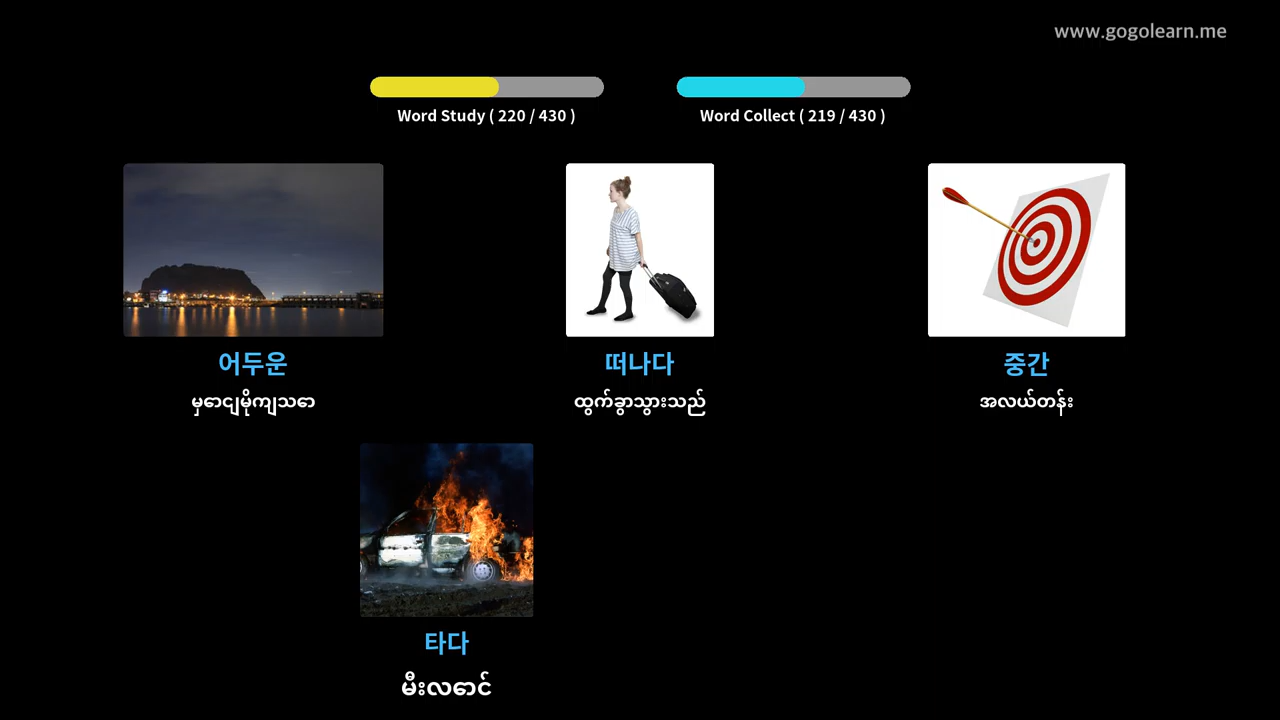 www.gogolearn.me
Word Study ( 220 / 430 )
Word Collect ( 219 / 430 )
어두운
떠나다
중간
မှောငျမိုကျသော
ထွက်ခွာသွားသည်
အလယ်တန်း
타다
မီးလောင်